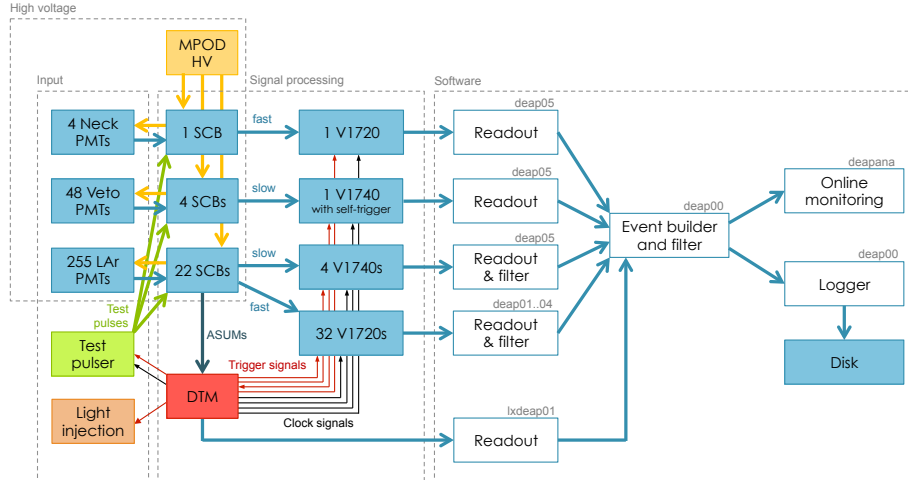 High voltage
MPOD
HV
Input
Signal processing
Software
4 Neck
PMTs
1 SCB
fast
1 V1720
deap05
Readout
48 Veto
PMTs
4 SCBs
slow
1 V1740
with self-trigger
deap05
Readout
deapana
Online
monitoring
deap00
Event builder
and filter
255 LAr
PMTs
22 SCBs
slow
4 V1740s
deap05
Readout
& filter
deap00
Logger
Test
pulses
fast
ASUMs
32 V1720s
deap01..04
Readout
& filter
Disk
Test
pulser
Trigger signals
DTM
Clock signals
Light
injection
lxdeap01
Readout